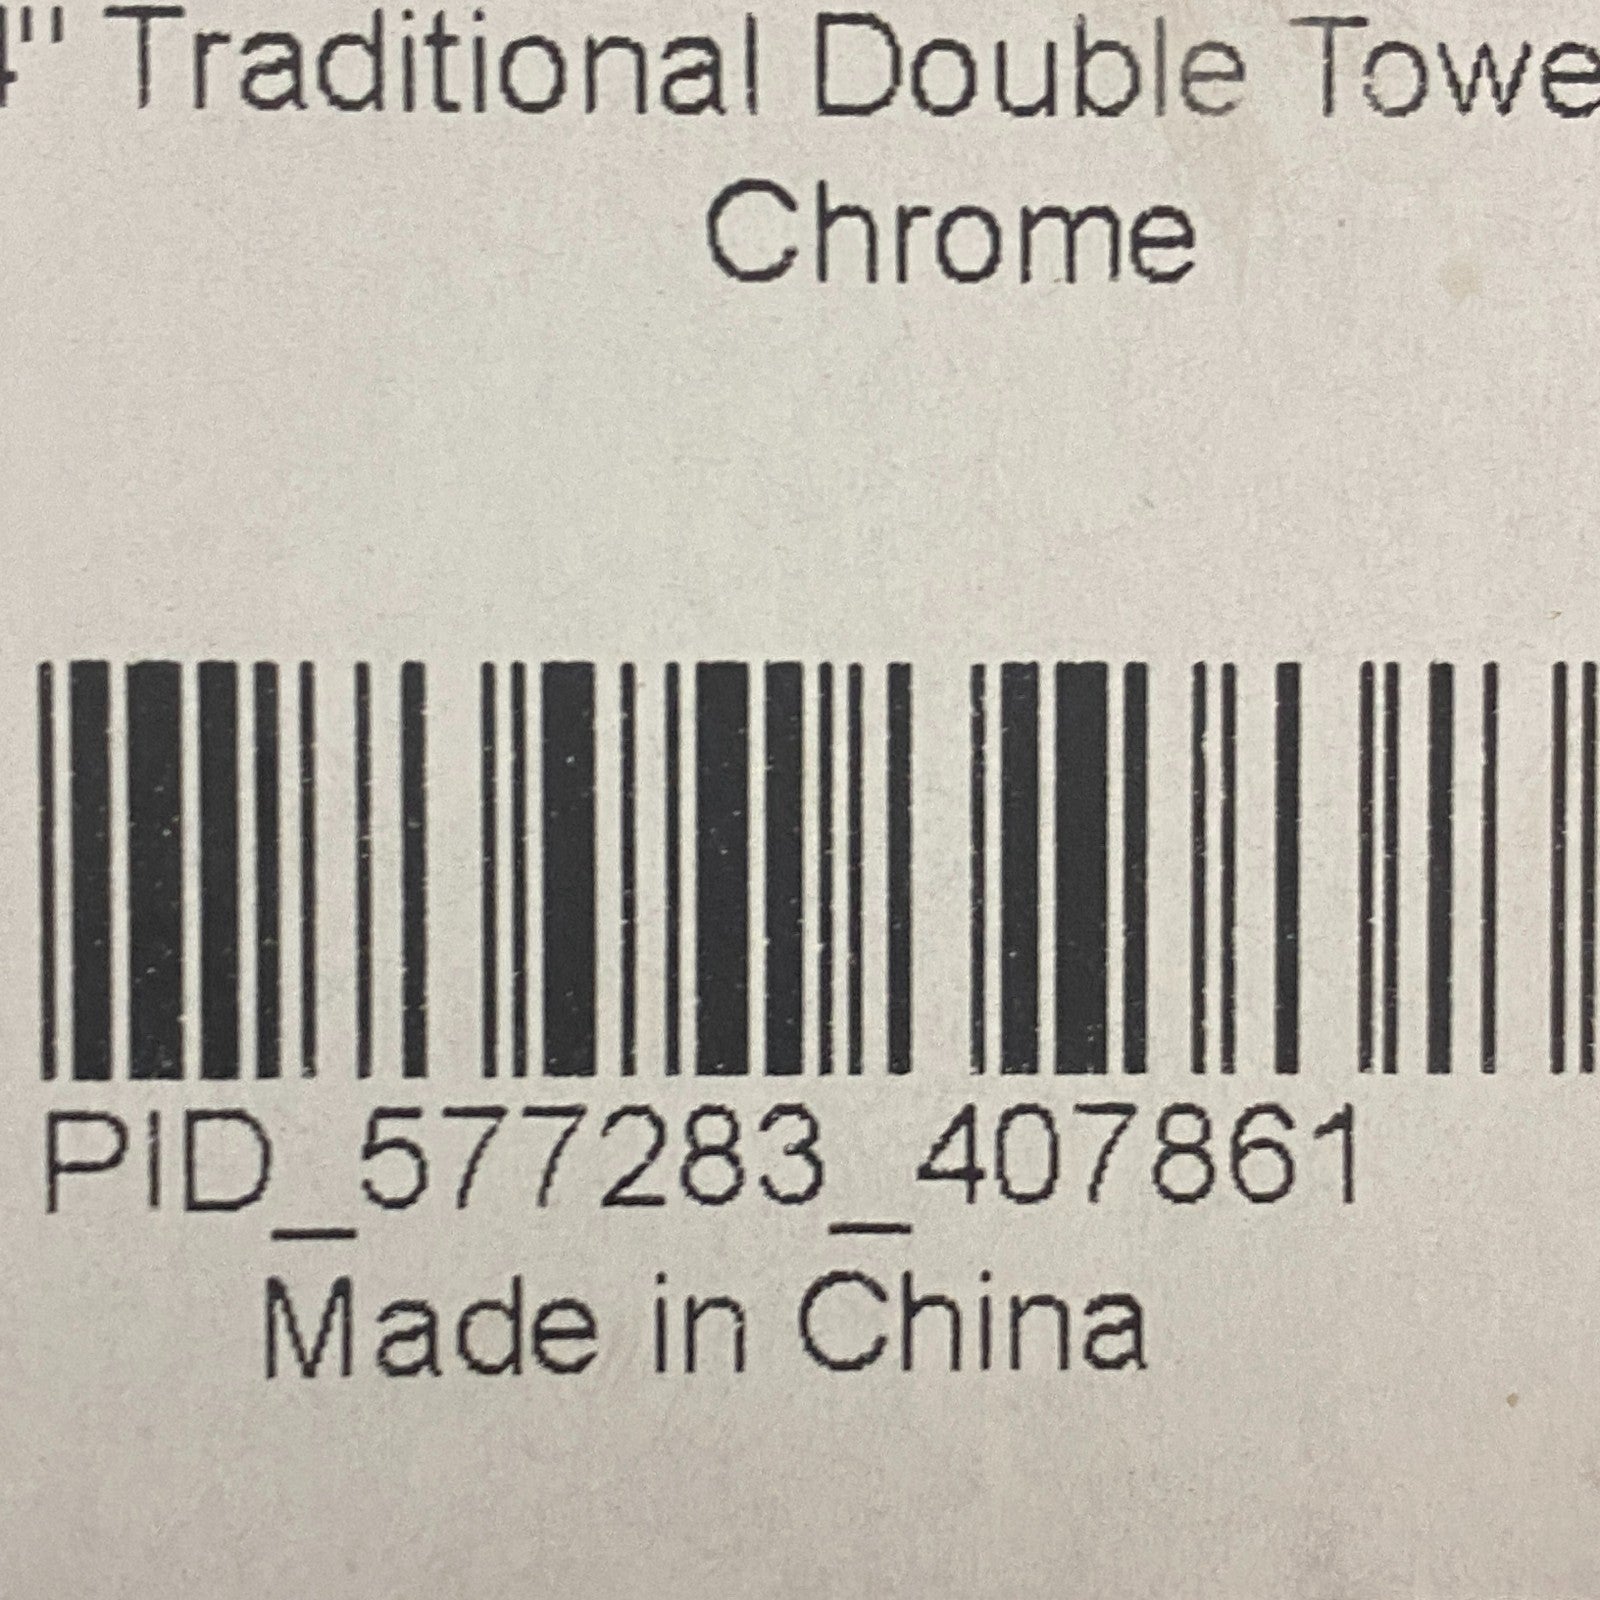 4" Traditional Double Towe
Chrome
PID_577283_407861
Made in China